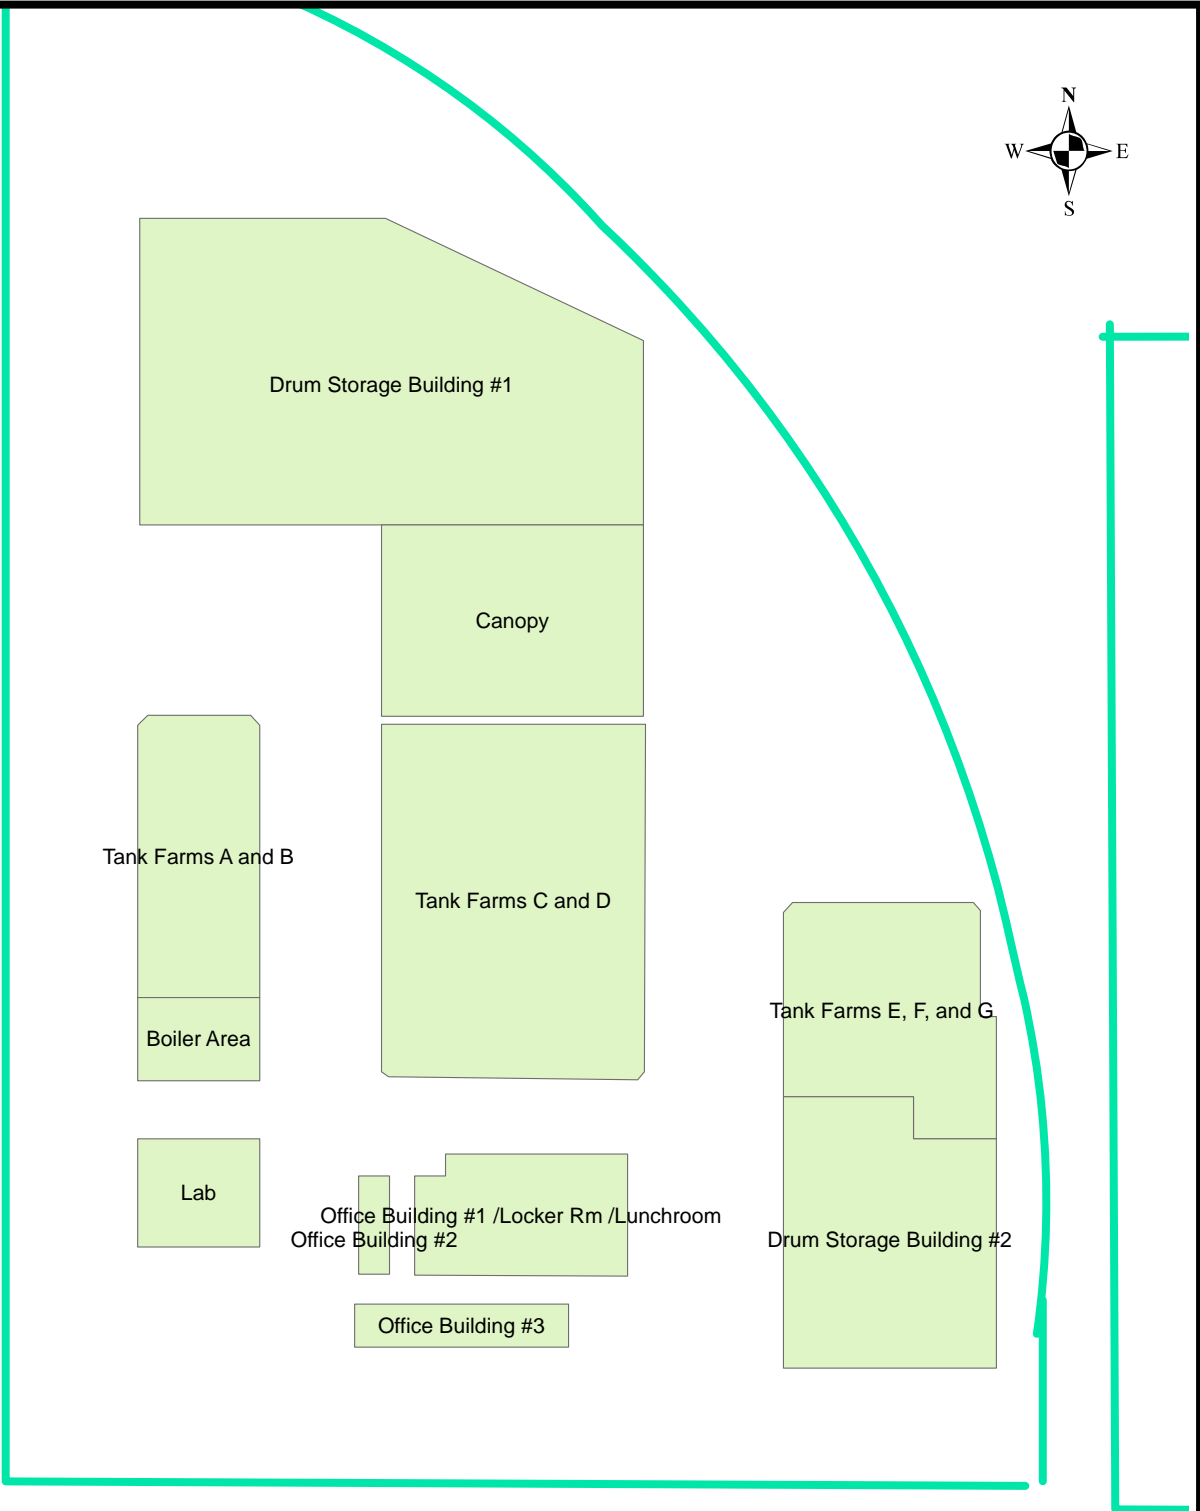 N
W E
S
Drum Storage Building #1
Canopy
Tank Farms A and B
Tank Farms C and D
Tank Farms E, F, and G
Boiler Area
Lab
Office Building #1 /Locker Rm /Lunchroom
Office Building #2
Drum Storage Building #2
Office Building #3